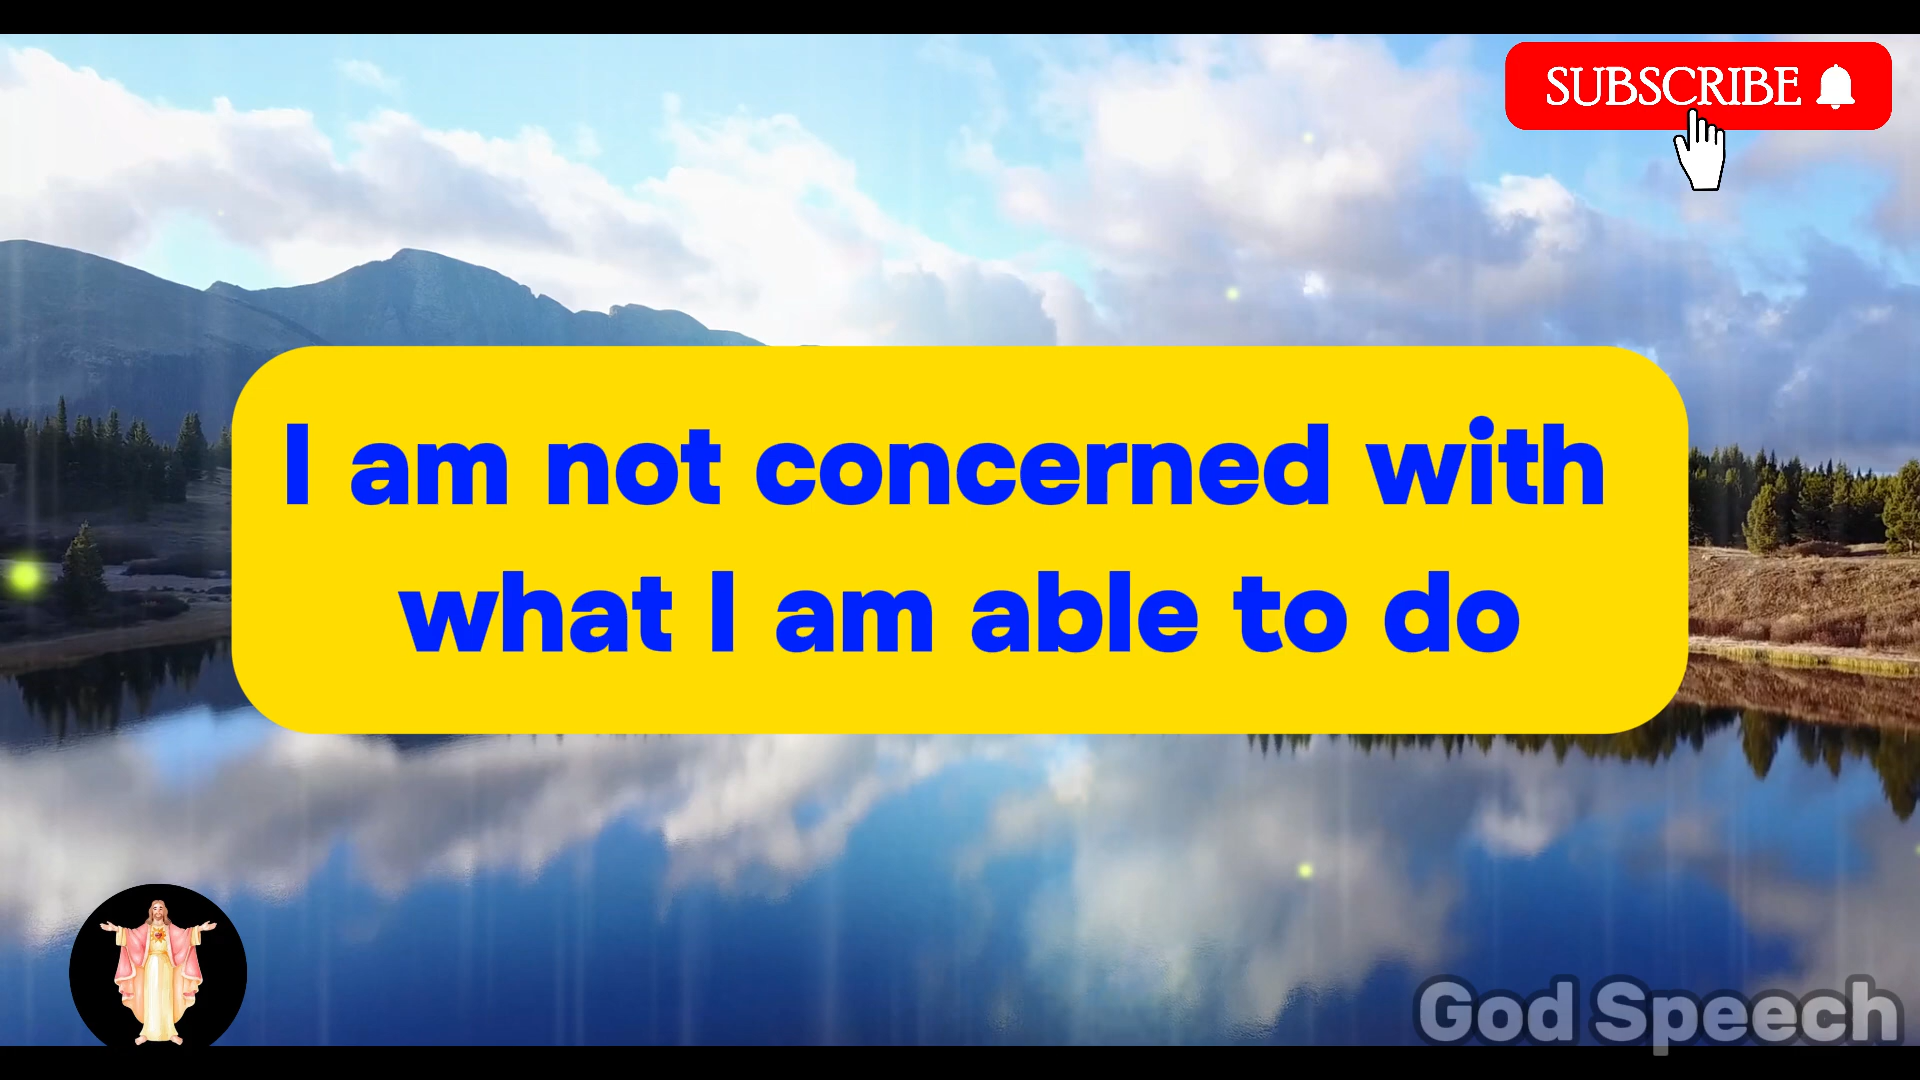 SUBSCRIBE
I am not concerned with
what I am able to do
God Speech